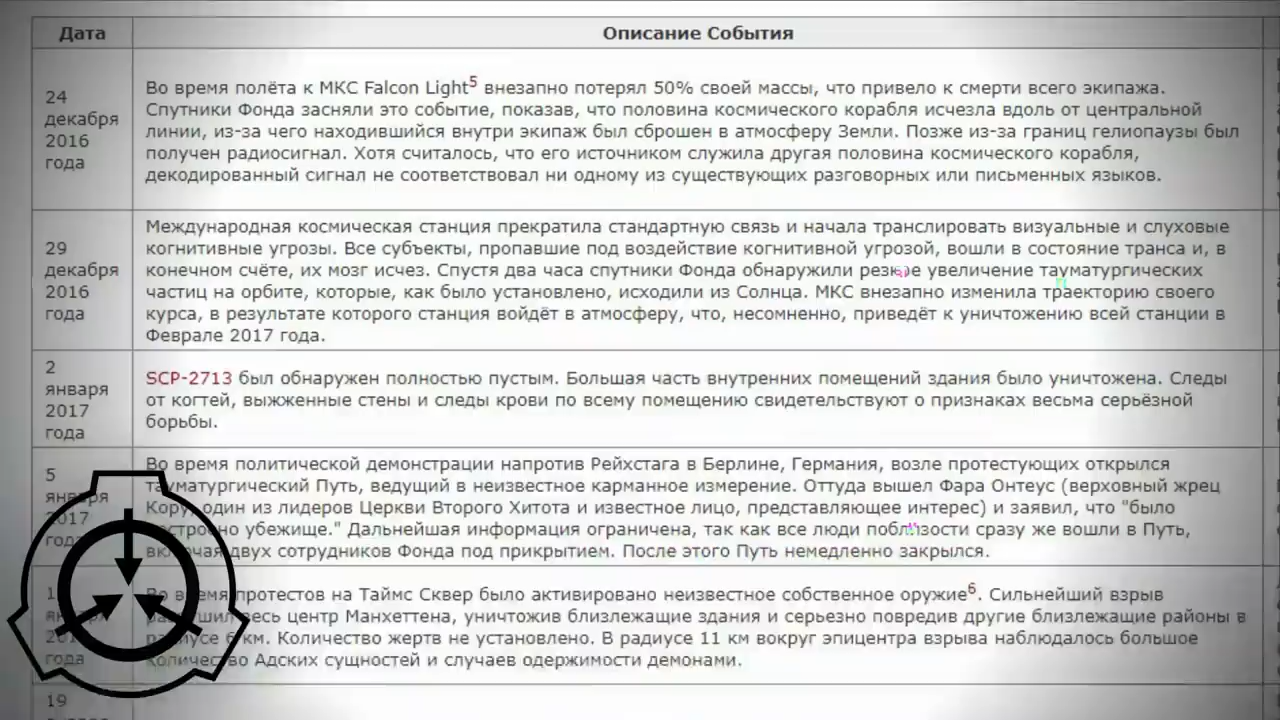 Дата
Описание События
24
декабря
2016
года
Во время полёта к МКС Falcon Light5 внезапно потерял 50% своей массы, что привело к смерти всего экипажа.
Спутники Фонда засняли это событие, показав, что половина космического корабля исчезла вдоль от центральной
линии, из-за чего находившийся внутри экипаж был сброшен в атмосферу Земли. Позже из-за границ гелиопаузы был
получен радиосигнал. Хотя считалось, что его источником служила другая половина космического корабля,
декодированный сигнал не соответствовал ни одному из существующих разговорных или письменных языков.
29
декабря
2016
года
Международная космическая станция прекратила стандартную связь и начала транслировать визуальные и слуховые
когнитивные угрозы. Все субъекты, пропавшие под воздействие когнитивной угрозой, вошли в состояние транса и, в
конечном счёте, их мозг исчез. Спустя два часа спутники Фонда обнаружили резкое увеличение тауматургических
частиц на орбите, которые, как было установлено, исходили из Солнца. МКС внезапно изменила траекторию своего
курса, в результате которого станция войдёт в атмосферу, что, несомненно, приведёт к уничтожению всей станции в
Феврале 2017 года.
2
января
2017
года
SCP-2713 был обнаружен полностью пустым. Большая часть внутренних помещений здания было уничтожена. Следы
от когтей, выжженные стены и следы крови по всему помещению свидетельствуют о признаках весьма серьёзной
борьбы.
5
января
2017
года
Во время политической демонстрации напротив Рейхстага в Берлине, Германия, возле протестующих открылся
тауматургический Путь, ведущий в неизвестное карманное измерение. Оттуда вышел Фара Онтеус (верховный жрец
Кору, один из лидеров Церкви Второго Хитота и известное лицо, представляющее интерес) и заявил, что "было
построено убежище." Дальнейшая информация ограничена, так как все люди поблизости сразу же вошли в Путь,
включая двух сотрудников Фонда под прикрытием. После этого Путь немедленно закрылся.
января
года
Во время протестов на Таймс Сквер было активировано неизвестное собственное оружие6. Сильнейший взрыв
разрушил весь центр Манхеттена, уничтожив близлежащие здания и серьезно повредив другие близлежащие районы в
радиусе 6 км. Количество жертв не установлено. В радиусе 11 км вокруг эпицентра взрыва наблюдалось большое
количество Адских сущностей и случаев одержимости демонами.
19